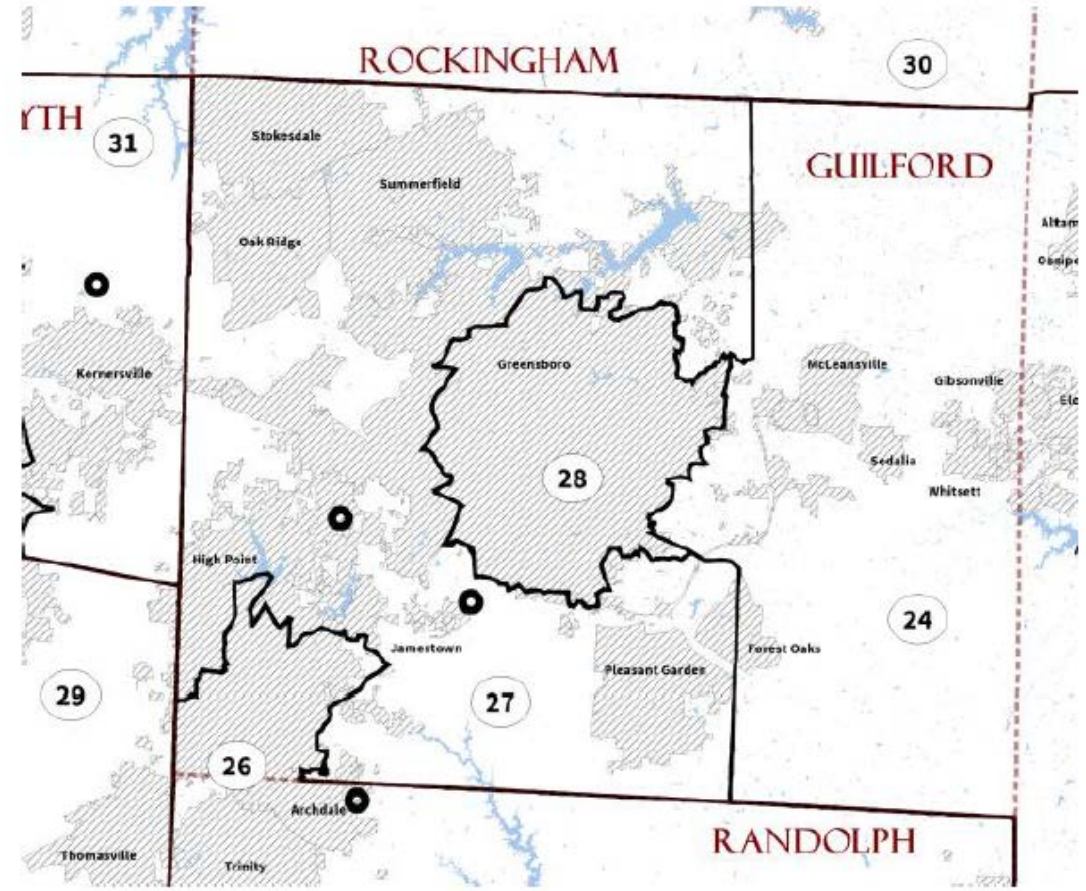 ROCKINGHAM
30
YTH
31
Stokesdale
GUILFORD
Summerfield
Oak Ridge
Greensboro
McLeansville
Kernersville
Gibsonville
Sedalia
28
Whitsett
High Point
24
Jamestown
Forest Oaks
Pleasant Garden
29
27
26
Archdale
RANDOLPH
Thomasville
Trinity